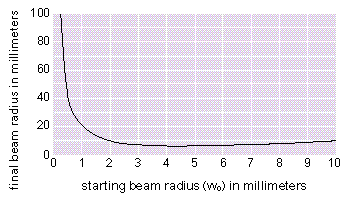 final beam radius in millimeters
100
80
60
40
20
0
0 1 2 3 4 5 6 7 8 9 10
starting beam radius (w₀) in millimeters